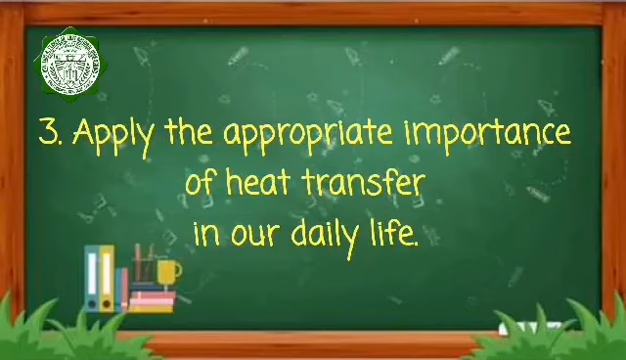 3. Apply the appropriate importance
of heat transfer
in our daily life.